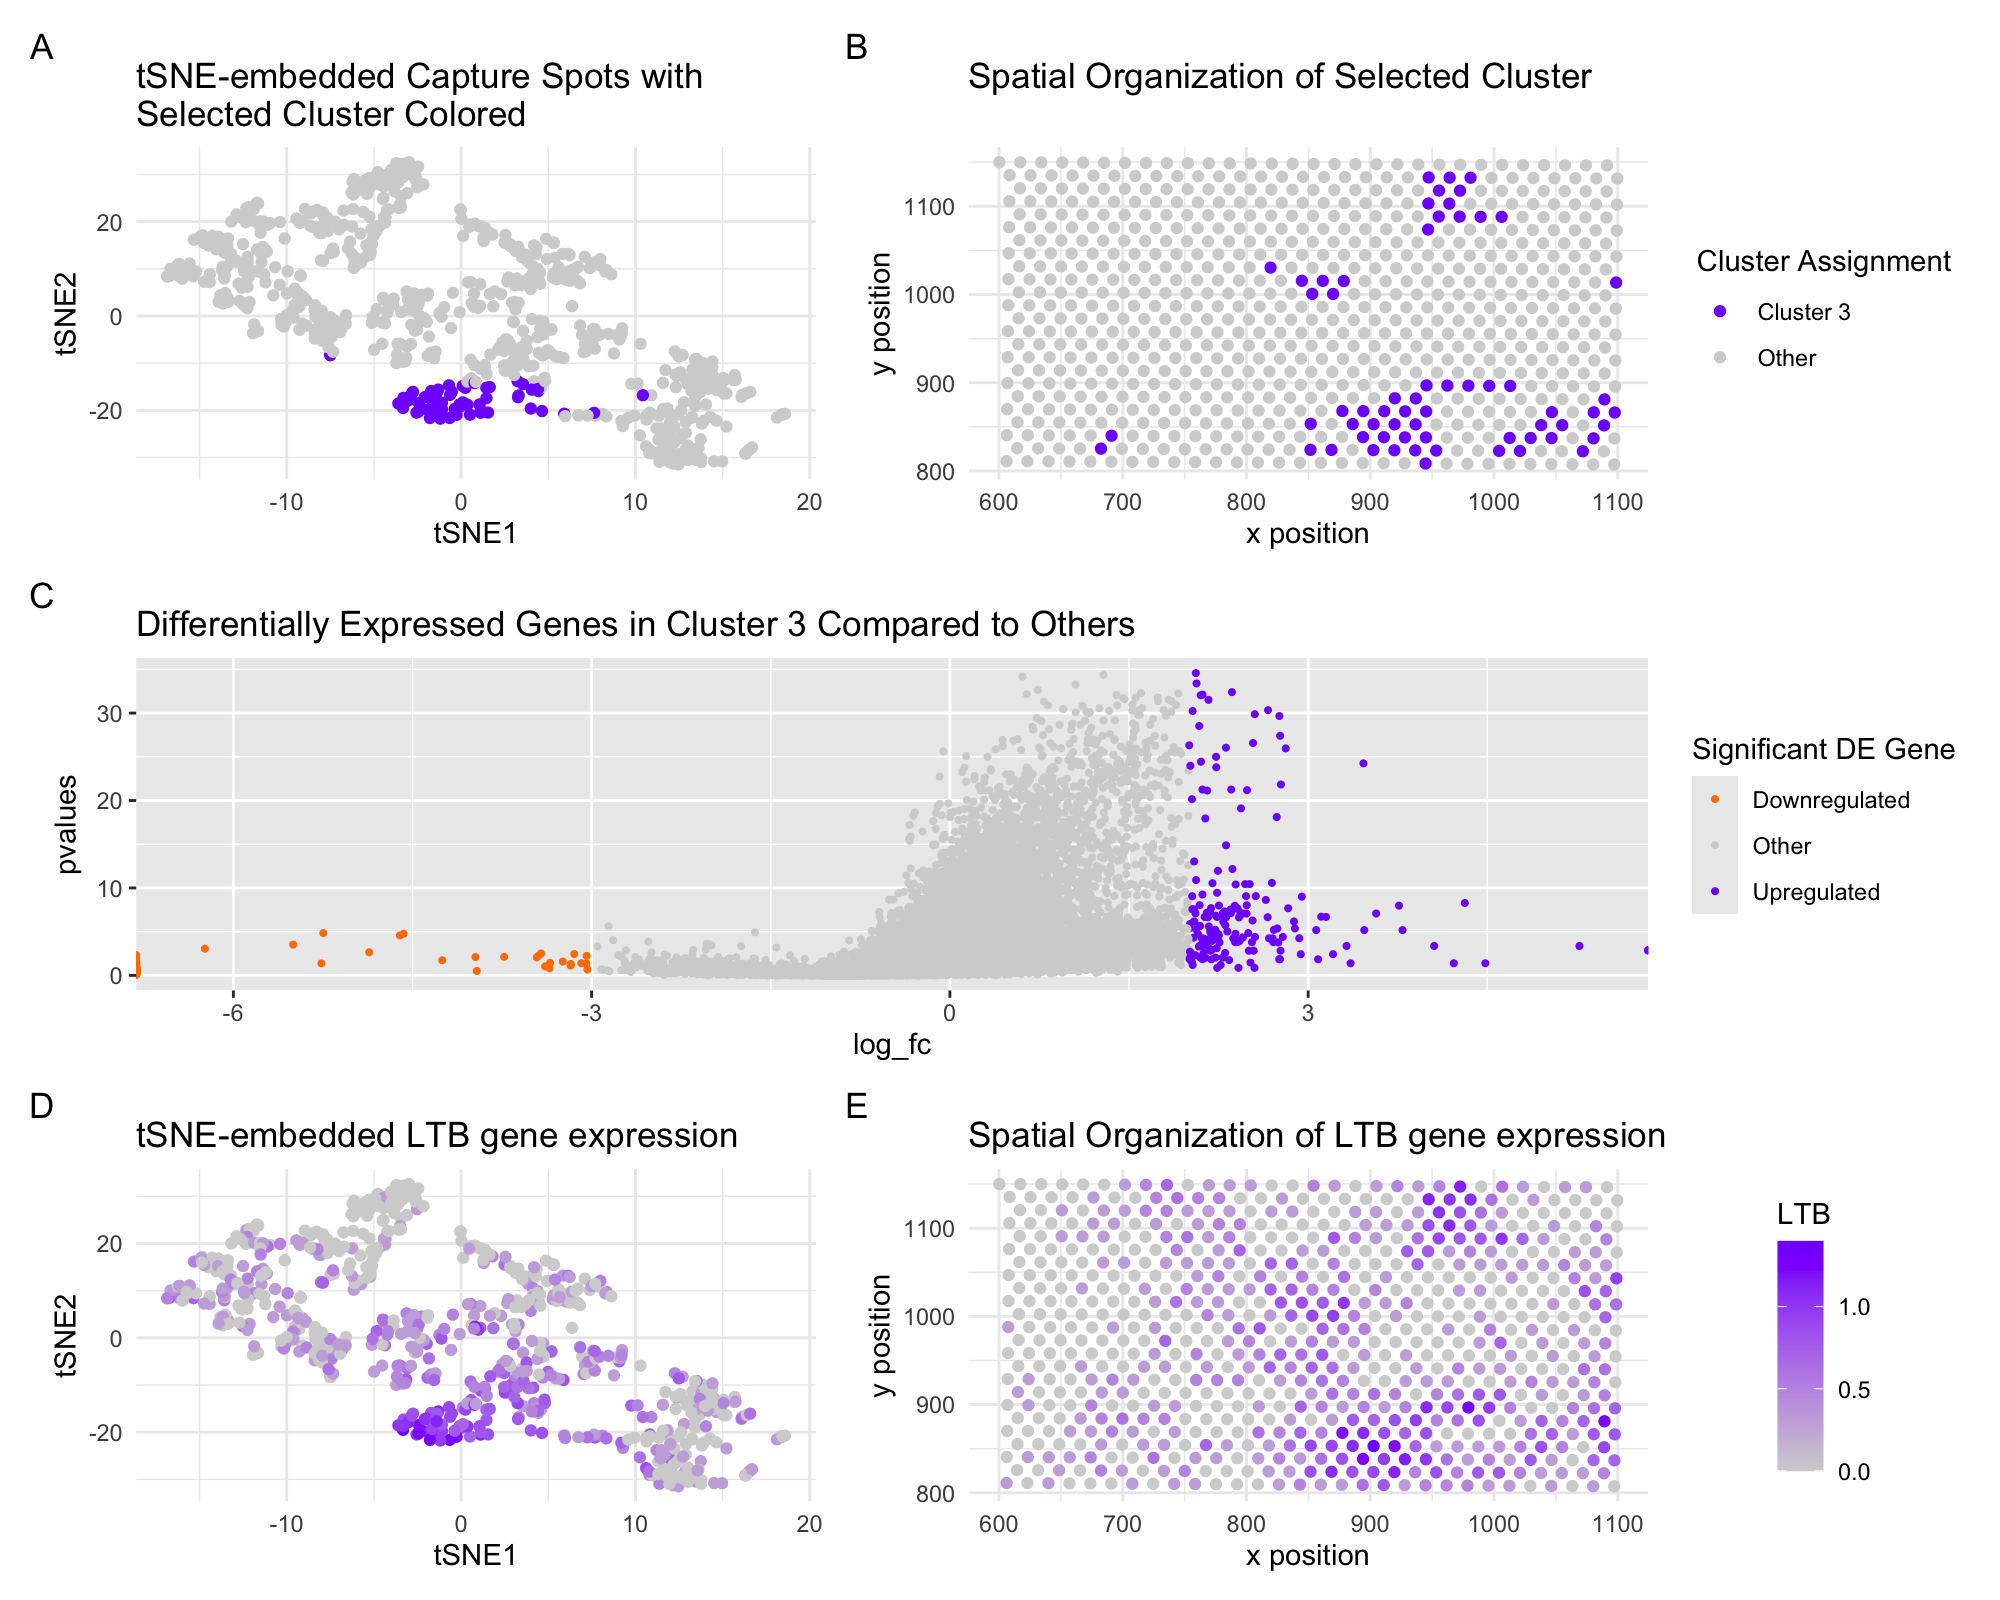 A
tSNE-embedded Capture Spots with
Selected Cluster Colored
20
0
-20
-10
0
10
20
tSNE1
tSNE2
B
Spatial Organization of Selected Cluster
1100
1000
900
800
600
700
800
900
1000
1100
x position
y position
Cluster Assignment
Cluster 3
Other
C
Differentially Expressed Genes in Cluster 3 Compared to Others
30
20
10
0
-6
-3
0
3
log_fc
pvalues
Significant DE Gene
Downregulated
Other
Upregulated
D
tSNE-embedded LTB gene expression
20
0
-20
-10
0
10
20
tSNE1
tSNE2
E
Spatial Organization of LTB gene expression
1100
1000
900
800
600
700
800
900
1000
1100
x position
y position
LTB
1.0
0.5
0.0